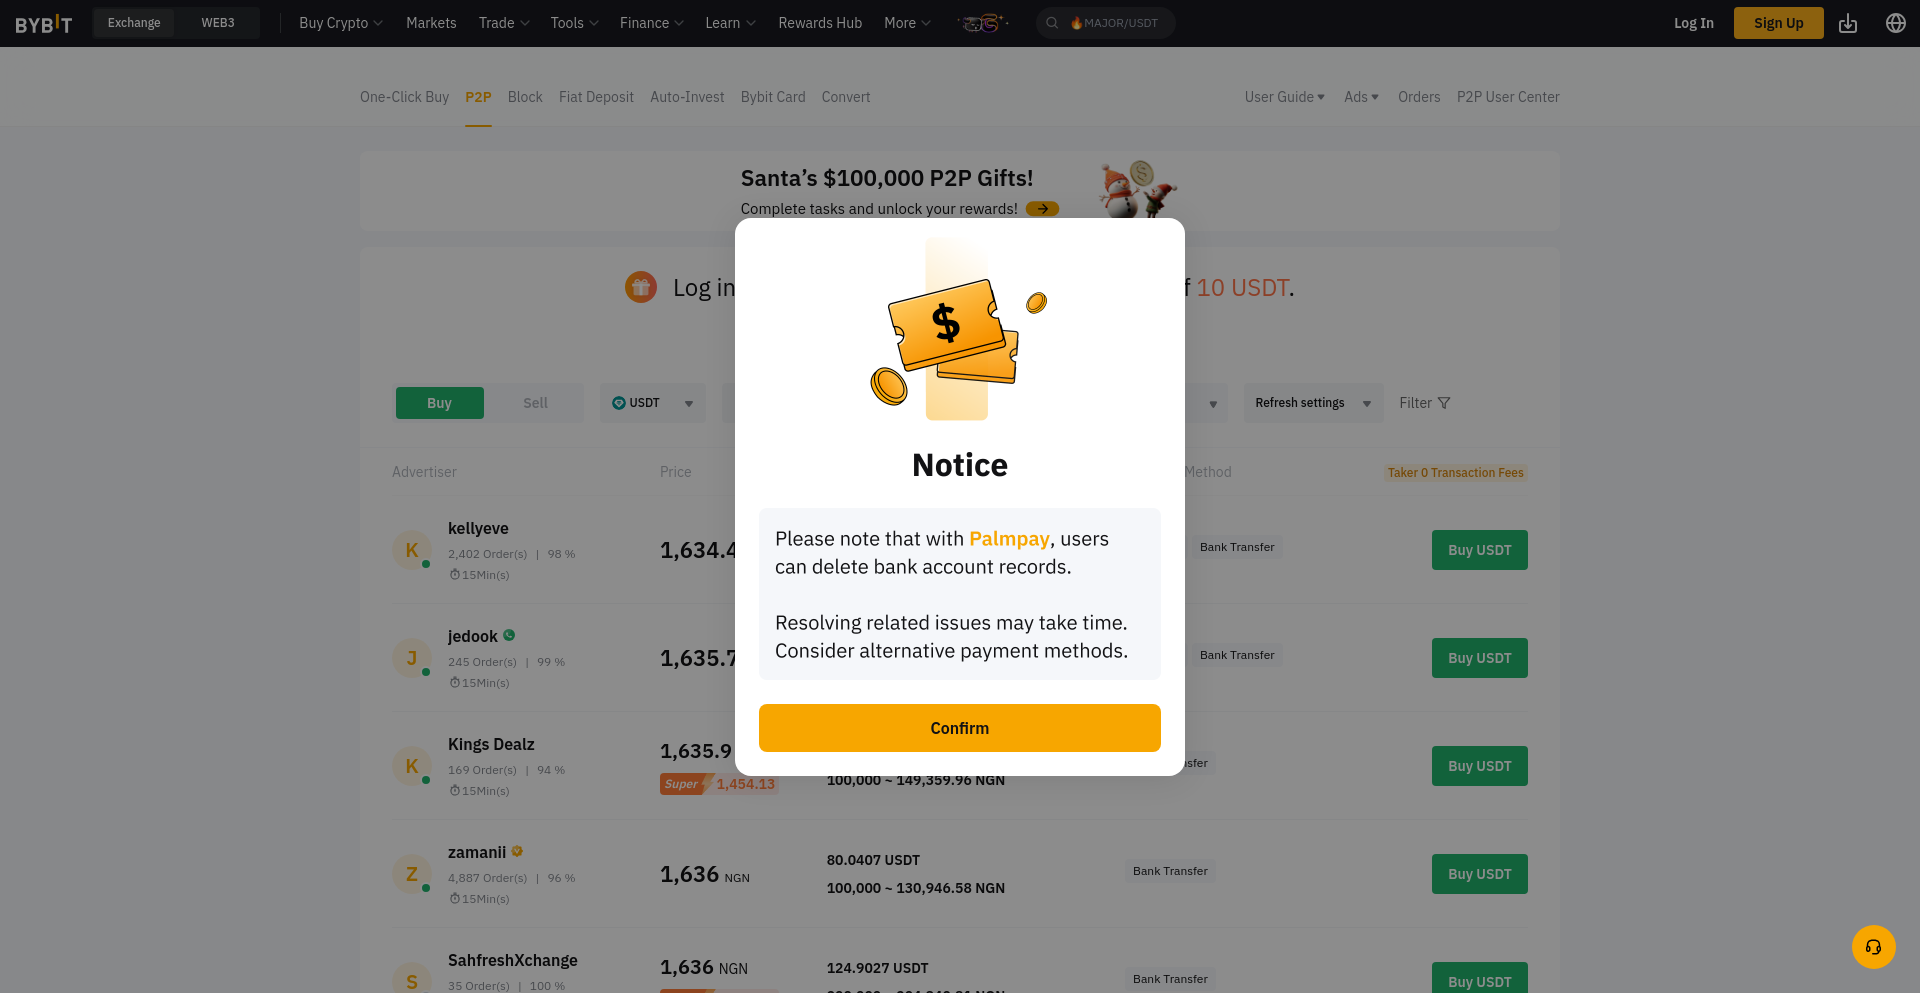 BYBIT
Exchange
WEB3
Buy Crypto
Markets
Trade
Tools
Finance
Learn
Rewards Hub
More
MAJOR/USDT
Log In
Sign Up
One-Click Buy
P2P
Block
Fiat Deposit
Auto-Invest
Bybit Card
Convert
User Guide
Ads
Orders
P2P User Center
Santa's $100,000 P2P Gifts!
Complete tasks and unlock your rewards!
Log in
10 USDT.
Notice
Please note that with Palmpay, users
can delete bank account records.
Resolving related issues may take time.
Consider alternative payment methods.
Confirm
Buy
Sell
USDT
Refresh settings
Filter
Advertiser
Price
Method
Taker 0 Transaction Fees
kellyeve
2,402 Order(s) | 98 %
15Min(s)
1,634.4
Bank Transfer
Buy USDT
jedook
245 Order(s) | 99 %
15Min(s)
1,635.7
Bank Transfer
Buy USDT
Kings Dealz
169 Order(s) | 94 %
15Min(s)
1,635.9
Super 1,454.13
100,000 ~ 149,359.96 NGN
Buy USDT
zamanii
4,887 Order(s) | 96 %
15Min(s)
1,636 NGN
80.0407 USDT
100,000 ~ 130,946.58 NGN
Bank Transfer
Buy USDT
SahfreshXchange
35 Order(s) | 100 %
1,636 NGN
124.9027 USDT
Bank Transfer
Buy USDT